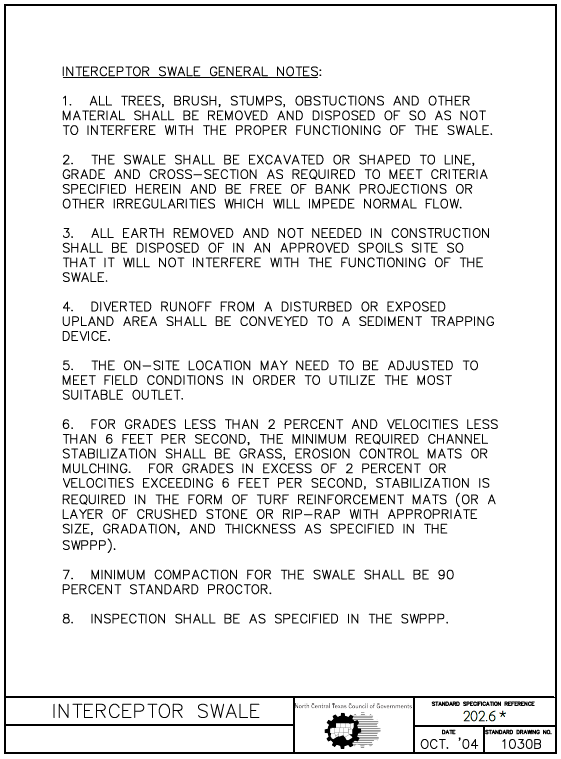 INTERCEPTOR SWALE GENERAL NOTES:
1. ALL TREES, BRUSH, STUMPS, OBSTUCTIONS AND OTHER
MATERIAL SHALL BE REMOVED AND DISPOSED OF SO AS NOT
TO INTERFERE WITH THE PROPER FUNCTIONING OF THE SWALE.
2. THE SWALE SHALL BE EXCAVATED OR SHAPED TO LINE,
GRADE AND CROSS-SECTION AS REQUIRED TO MEET CRITERIA
SPECIFIED HEREIN AND BE FREE OF BANK PROJECTIONS OR
OTHER IRREGULARITIES WHICH WILL IMPEDE NORMAL FLOW.
3. ALL EARTH REMOVED AND NOT NEEDED IN CONSTRUCTION
SHALL BE DISPOSED OF IN AN APPROVED SPOILS SITE SO
THAT IT WILL NOT INTERFERE WITH THE FUNCTIONING OF THE
SWALE.
4. DIVERTED RUNOFF FROM A DISTURBED OR EXPOSED
UPLAND AREA SHALL BE CONVEYED TO A SEDIMENT TRAPPING
DEVICE.
5. THE ON-SITE LOCATION MAY NEED TO BE ADJUSTED TO
MEET FIELD CONDITIONS IN ORDER TO UTILIZE THE MOST
SUITABLE OUTLET.
6. FOR GRADES LESS THAN 2 PERCENT AND VELOCITIES LESS
THAN 6 FEET PER SECOND, THE MINIMUM REQUIRED CHANNEL
STABILIZATION SHALL BE GRASS, EROSION CONTROL MATS OR
MULCHING. FOR GRADES IN EXCESS OF 2 PERCENT OR
VELOCITIES EXCEEDING 6 FEET PER SECOND, STABILIZATION IS
REQUIRED IN THE FORM OF TURF REINFORCEMENT MATS (OR A
LAYER OF CRUSHED STONE OR RIP-RAP WITH APPROPRIATE
SIZE, GRADATION, AND THICKNESS AS SPECIFIED IN THE
SWPPP).
7. MINIMUM COMPACTION FOR THE SWALE SHALL BE 90
PERCENT STANDARD PROCTOR.
8. INSPECTION SHALL BE AS SPECIFIED IN THE SWPPP.
INTERCEPTOR SWALE
North Central Texas Council of Governments
STANDARD SPECIFICATION REFERENCE
202.6*
DATE
OCT. '04
STANDARD DRAWING NO.
1030B